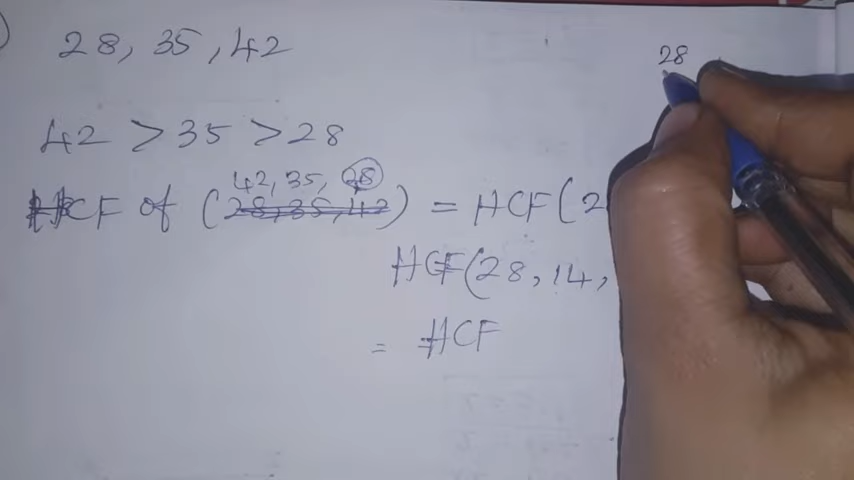 28, 35, 42
28
42 > 35 > 28
42, 35, 28
HCF of (28, 35, 42) = HCF(2
HCF(28, 14,
= HCF